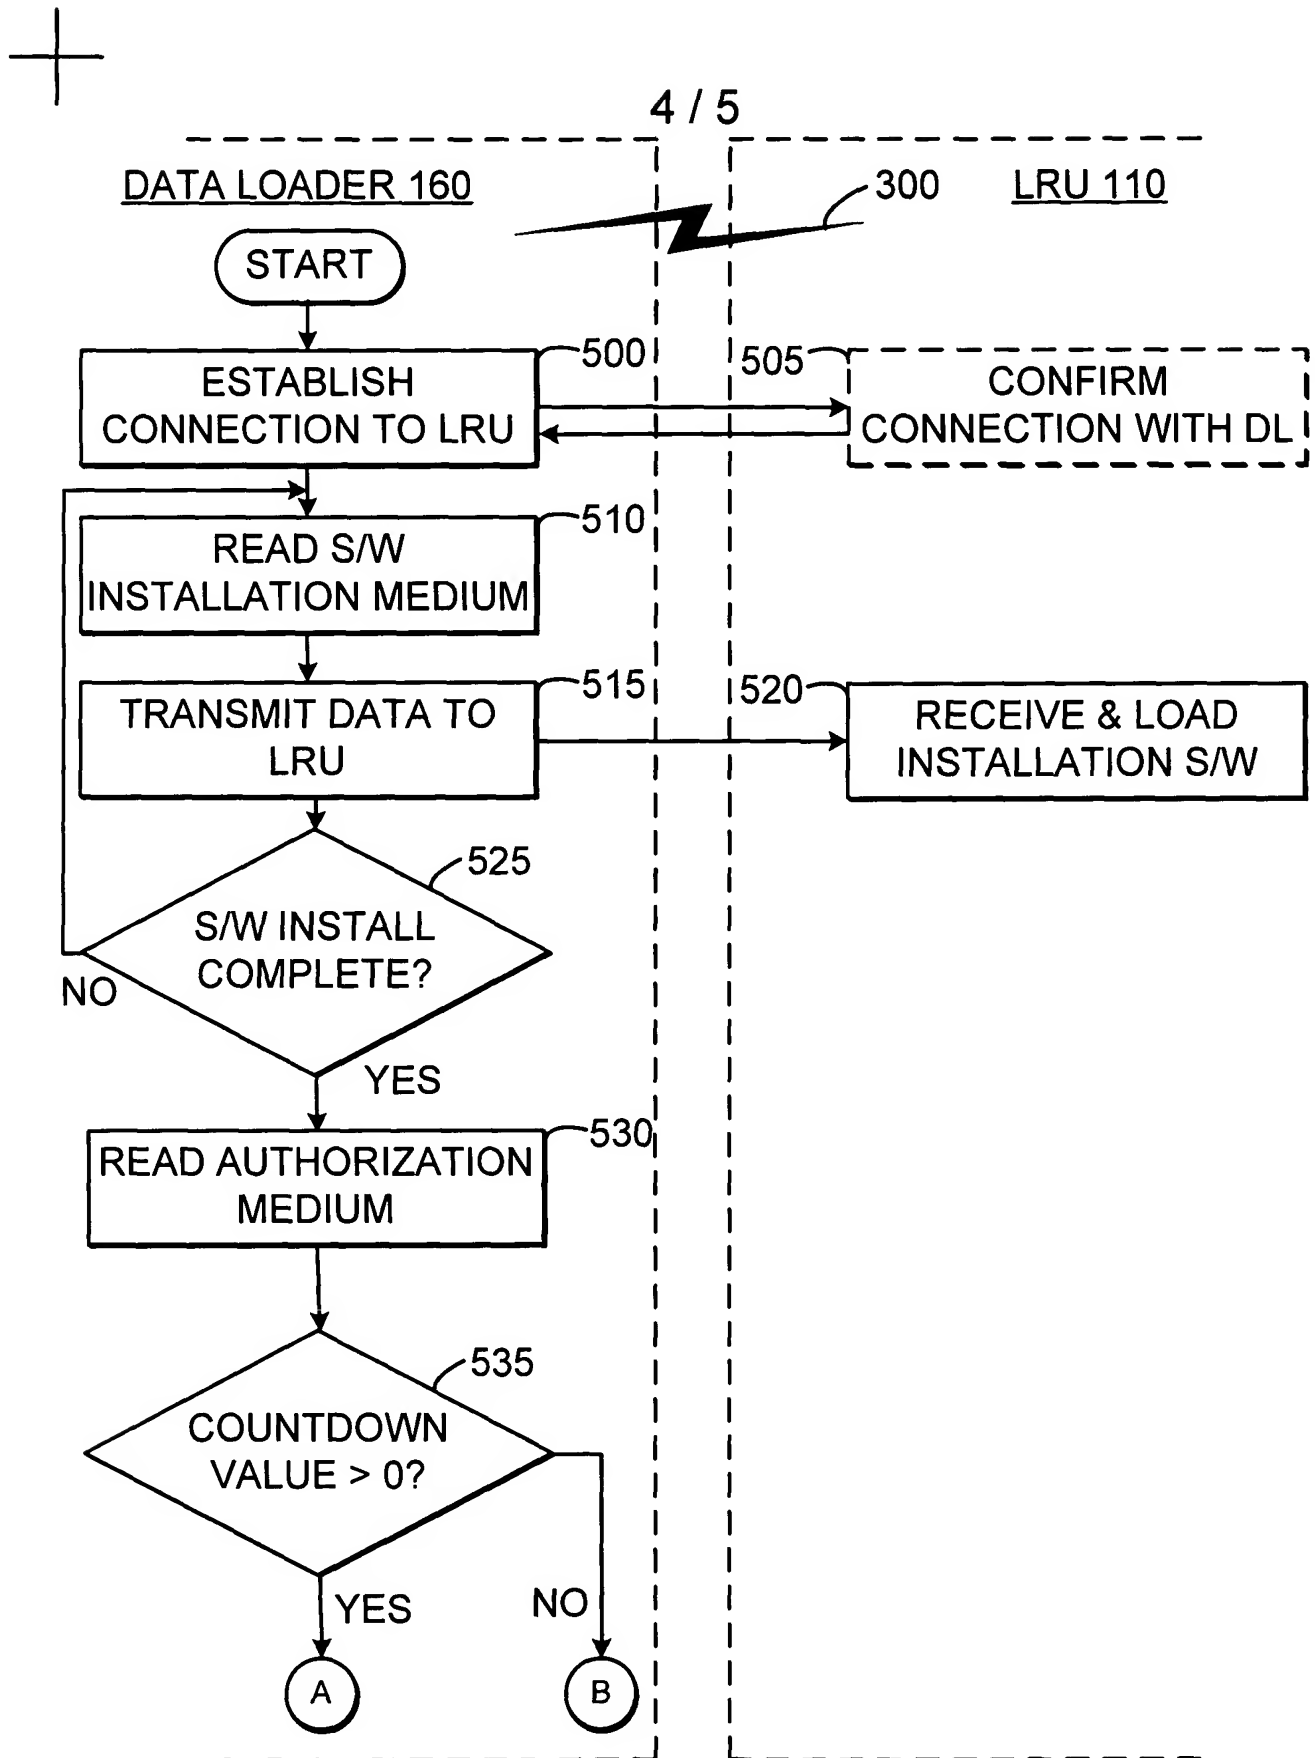 4 / 5
DATA LOADER 160
300
LRU 110
START
500
505
ESTABLISH
CONNECTION TO LRU
CONFIRM
CONNECTION WITH DL
510
READ S/W
INSTALLATION MEDIUM
515
520
TRANSMIT DATA TO
LRU
RECEIVE & LOAD
INSTALLATION S/W
525
S/W INSTALL
COMPLETE?
NO
YES
530
READ AUTHORIZATION
MEDIUM
535
COUNTDOWN
VALUE > 0?
YES
NO
A
B